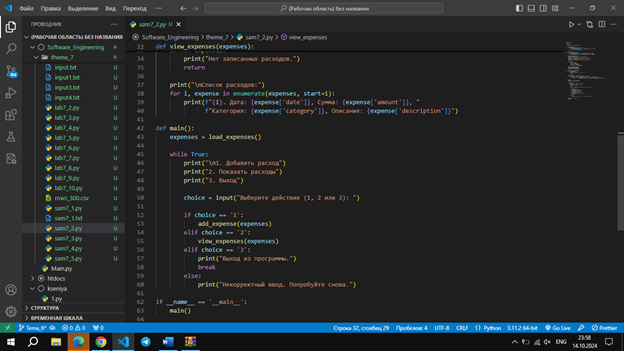 Файл Правка Выделение Вид Переход ...
(Рабочая область) без названия
ПРОВОДНИК
(РАБОЧАЯ ОБЛАСТЬ) БЕЗ НАЗВАНИЯ
Software_Engineering
theme_7
input.txt U
input1.txt U
input3.txt U
input4.txt U
lab7_2.py U
lab7_3.py U
lab7_4.py U
lab7_5.py U
lab7_6.py U
lab7_7.py U
lab7_8.py U
lab7_9.py U
lab7_10.py U
rows_300.csv U
sam7_1.py U
sam7_1.txt U
sam7_2.py U
sam7_3.py U
sam7_4.py U
sam7_5.py U
Main.py
htdocs
kseniya
1.py
СТРУКТУРА
ВРЕМЕННАЯ ШКАЛА
sam7_2.py U
Software_Engineering > theme_7 > sam7_2.py > view_expenses
32 def view_expenses(expenses):
34 print("Нет записанных расходов.")
35 return
36
37 print("\nСписок расходов:")
38 for i, expense in enumerate(expenses, start=1):
39 print(f"{i}. Дата: {expense['date']}, Сумма: {expense['amount']}, "
40 f"Категория: {expense['category']}, Описание: {expense['description']}")
41
42 def main():
43 expenses = load_expenses()
44
45 while True:
46 print("\n1. Добавить расход")
47 print("2. Показать расходы")
48 print("3. Выход")
49
50 choice = input("Выберите действие (1, 2 или 3): ")
51
52 if choice == '1':
53 add_expense(expenses)
54 elif choice == '2':
55 view_expenses(expenses)
56 elif choice == '3':
57 print("Выход из программы.")
58 break
59 else:
60 print("Некорректный ввод. Попробуйте снова.")
61
62 if __name__ == '__main__':
63 main()
64
Tema_6* 0 0 0 Строка 32, столбец 29 Пробелов: 4 UTF-8 CRLF Python 3.11.2 64-bit Go Live Prettier
23:58
14.10.2024